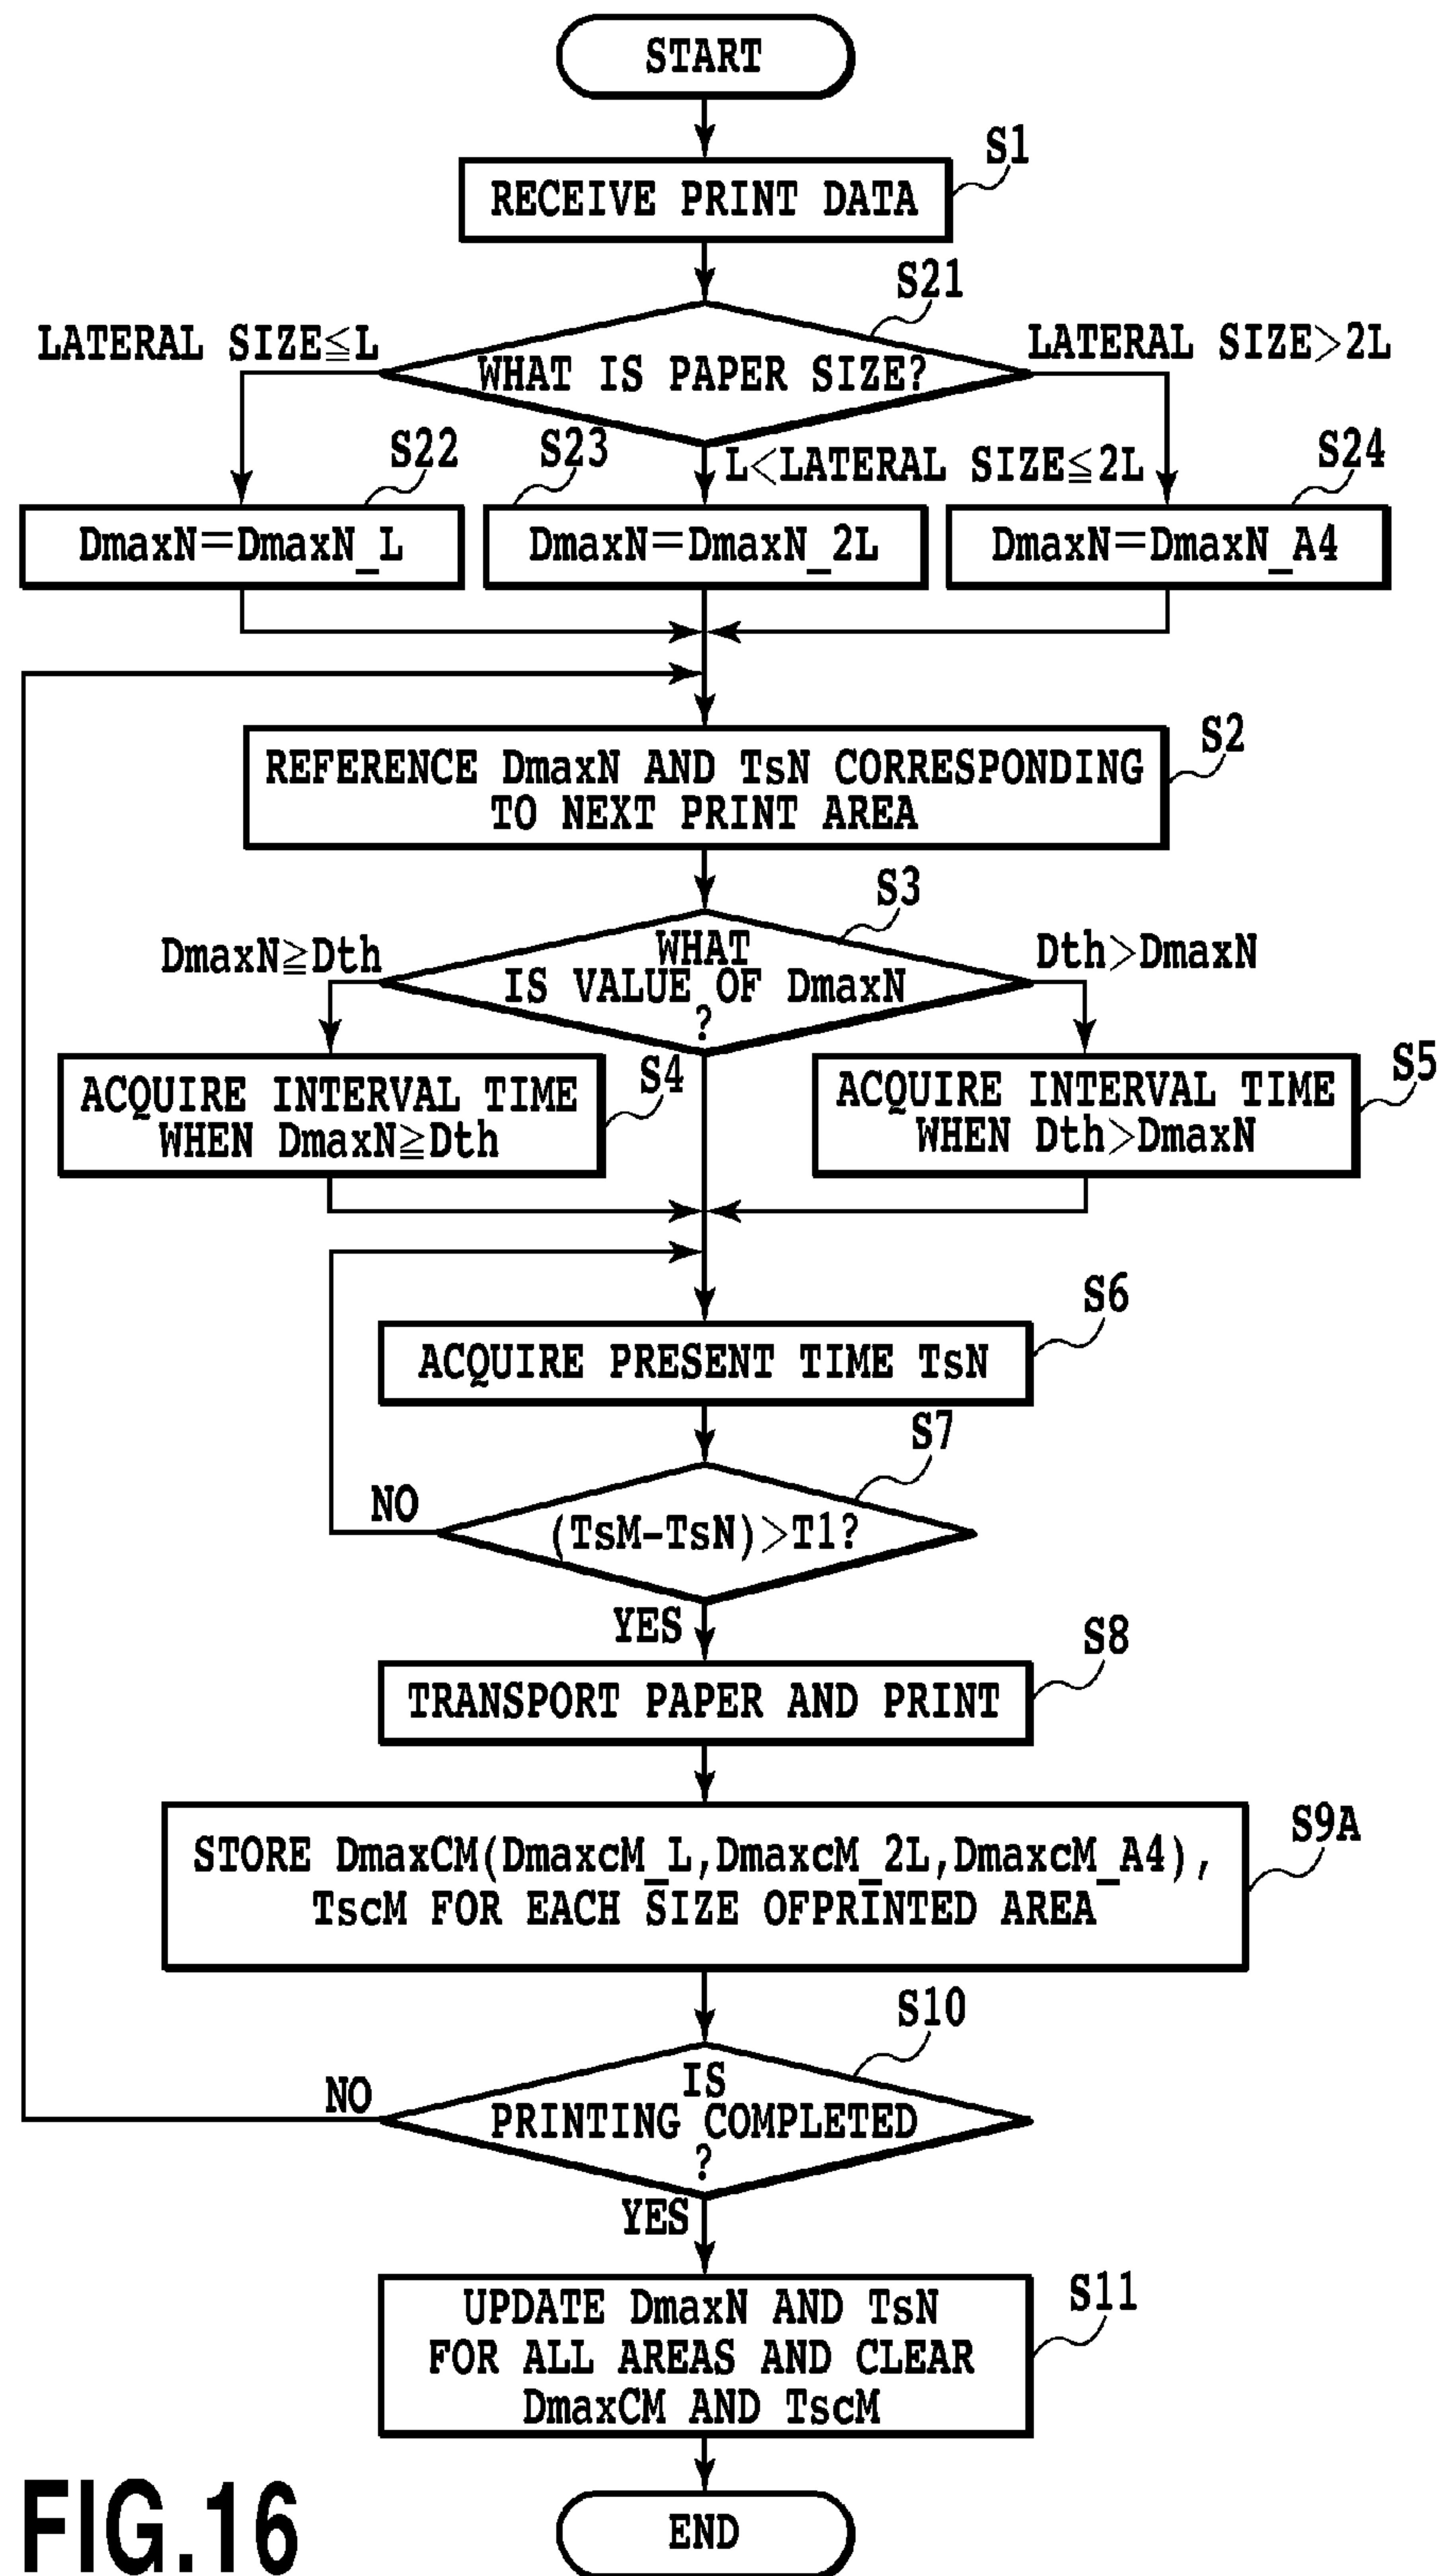 START
S1
RECEIVE PRINT DATA
S21
LATERAL SIZE≦L
LATERAL SIZE>2L
WHAT IS PAPER SIZE?
S22
S23
L<LATERAL SIZE≦2L
S24
DmaxN=DmaxN_L
DmaxN=DmaxN_2L
DmaxN=DmaxN_A4
S2
REFERENCE DmaxN AND TsN CORRESPONDING
TO NEXT PRINT AREA
S3
DmaxN≧Dth
WHAT
IS VALUE OF DmaxN
?
Dth>DmaxN
S4
ACQUIRE INTERVAL TIME
WHEN DmaxN≧Dth
S5
ACQUIRE INTERVAL TIME
WHEN Dth>DmaxN
S6
ACQUIRE PRESENT TIME TsN
S7
NO
(TsM-TsN)>T1?
YES
S8
TRANSPORT PAPER AND PRINT
S9A
STORE DmaxCM(DmaxcM_L,DmaxcM_2L,DmaxcM_A4),
TscM FOR EACH SIZE OFPRINTED AREA
S10
NO
IS
PRINTING COMPLETED
?
YES
S11
UPDATE DmaxN AND TsN
FOR ALL AREAS AND CLEAR
DmaxCM AND TscM
END
FIG.16